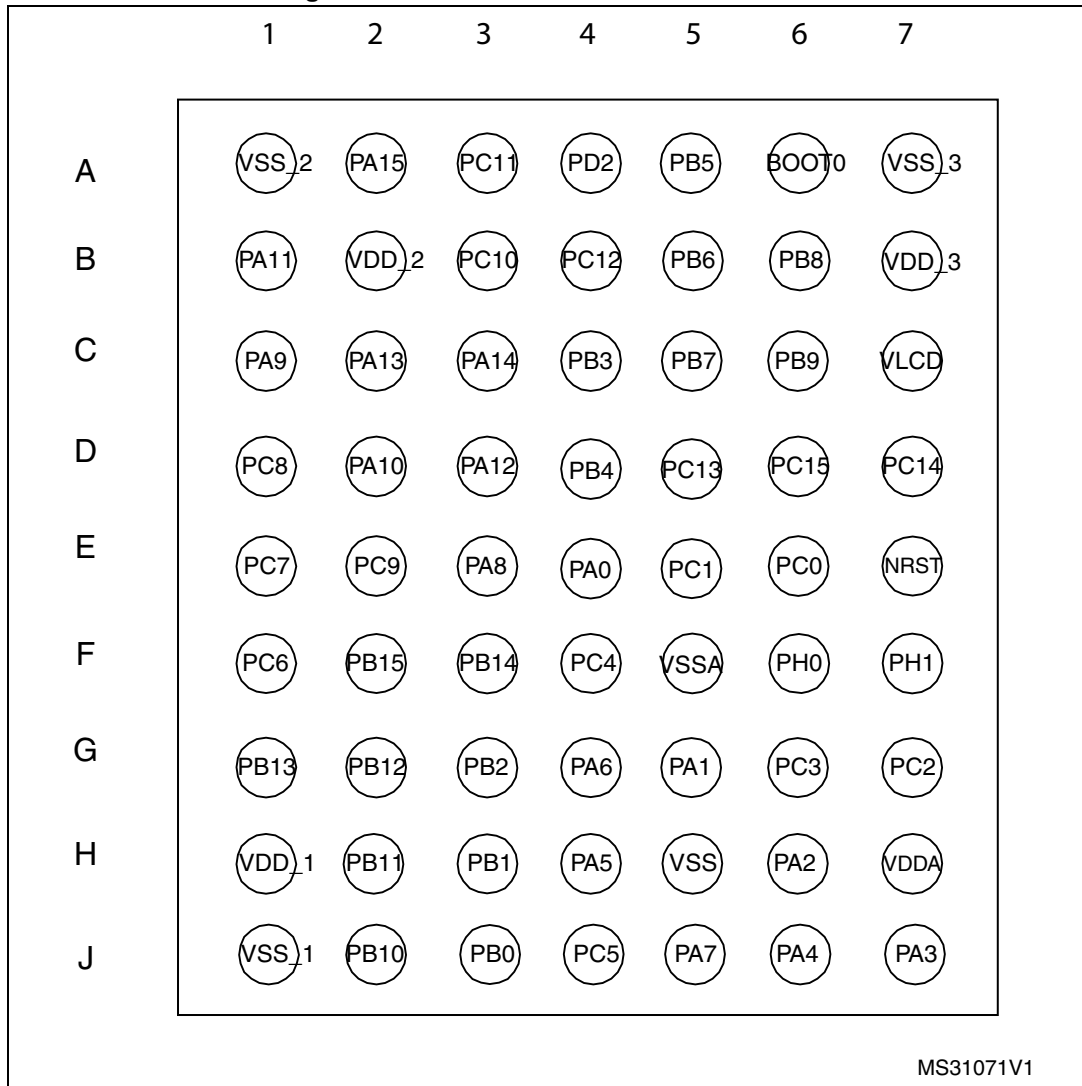 1 2 3 4 5 6 7
A VSS_2 PA15 PC11 PD2 PB5 BOOT0 VSS_3
B PA11 VDD_2 PC10 PC12 PB6 PB8 VDD_3
C PA9 PA13 PA14 PB3 PB7 PB9 VLCD
D PC8 PA10 PA12 PB4 PC13 PC15 PC14
E PC7 PC9 PA8 PA0 PC1 PC0 NRST
F PC6 PB15 PB14 PC4 VSSA PH0 PH1
G PB13 PB12 PB2 PA6 PA1 PC3 PC2
H VDD_1 PB11 PB1 PA5 VSS PA2 VDDA
J VSS_1 PB10 PB0 PC5 PA7 PA4 PA3
MS31071V1